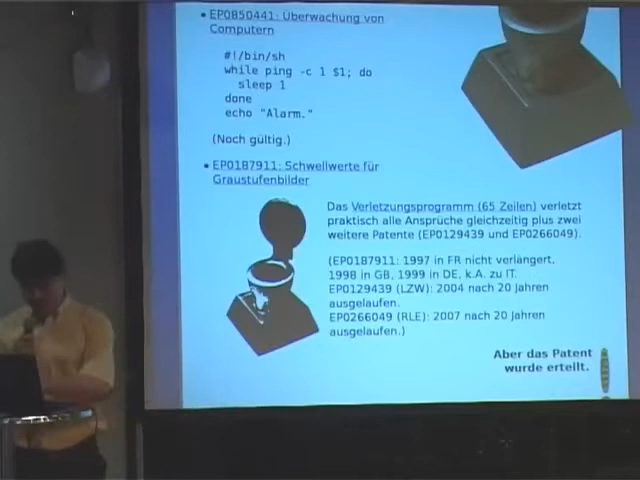 • EP0850441: Überwachung von
Computern
#!/bin/sh
while ping -c 1 $1; do
sleep 1
done
echo "Alarm."
(Noch gültig.)
• EP0187911: Schwellwerte für
Graustufenbilder
Das Verletzungsprogramm (65 Zeilen) verletzt
praktisch alle Ansprüche gleichzeitig plus zwei
weitere Patente (EP0129439 und EP0266049).
(EP0187911: 1997 in FR nicht verlängert,
1998 in GB, 1999 in DE, k.A. zu IT.
EP0129439 (LZW): 2004 nach 20 Jahren
ausgelaufen.
EP0266049 (RLE): 2007 nach 20 Jahren
ausgelaufen.)
Aber das Patent
wurde erteilt.